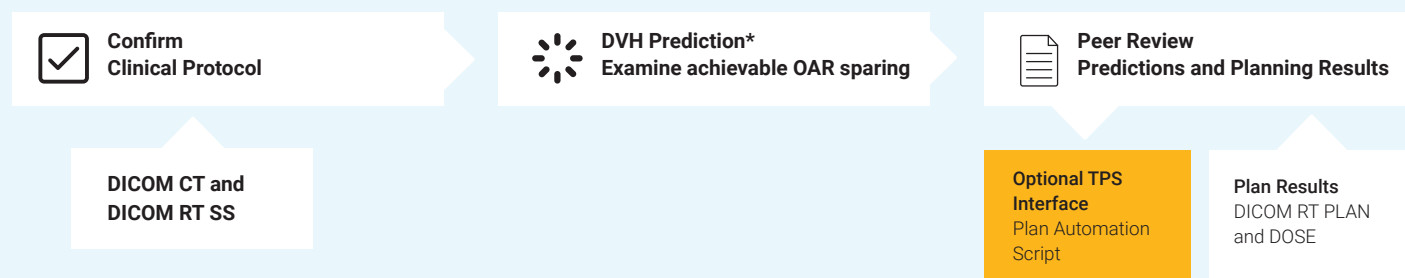 Confirm
Clinical Protocol
DVH Prediction*
Examine achievable OAR sparing
Peer Review
Predictions and Planning Results
DICOM CT and
DICOM RT SS
Optional TPS
Interface
Plan Automation
Script
Plan Results
DICOM RT PLAN
and DOSE